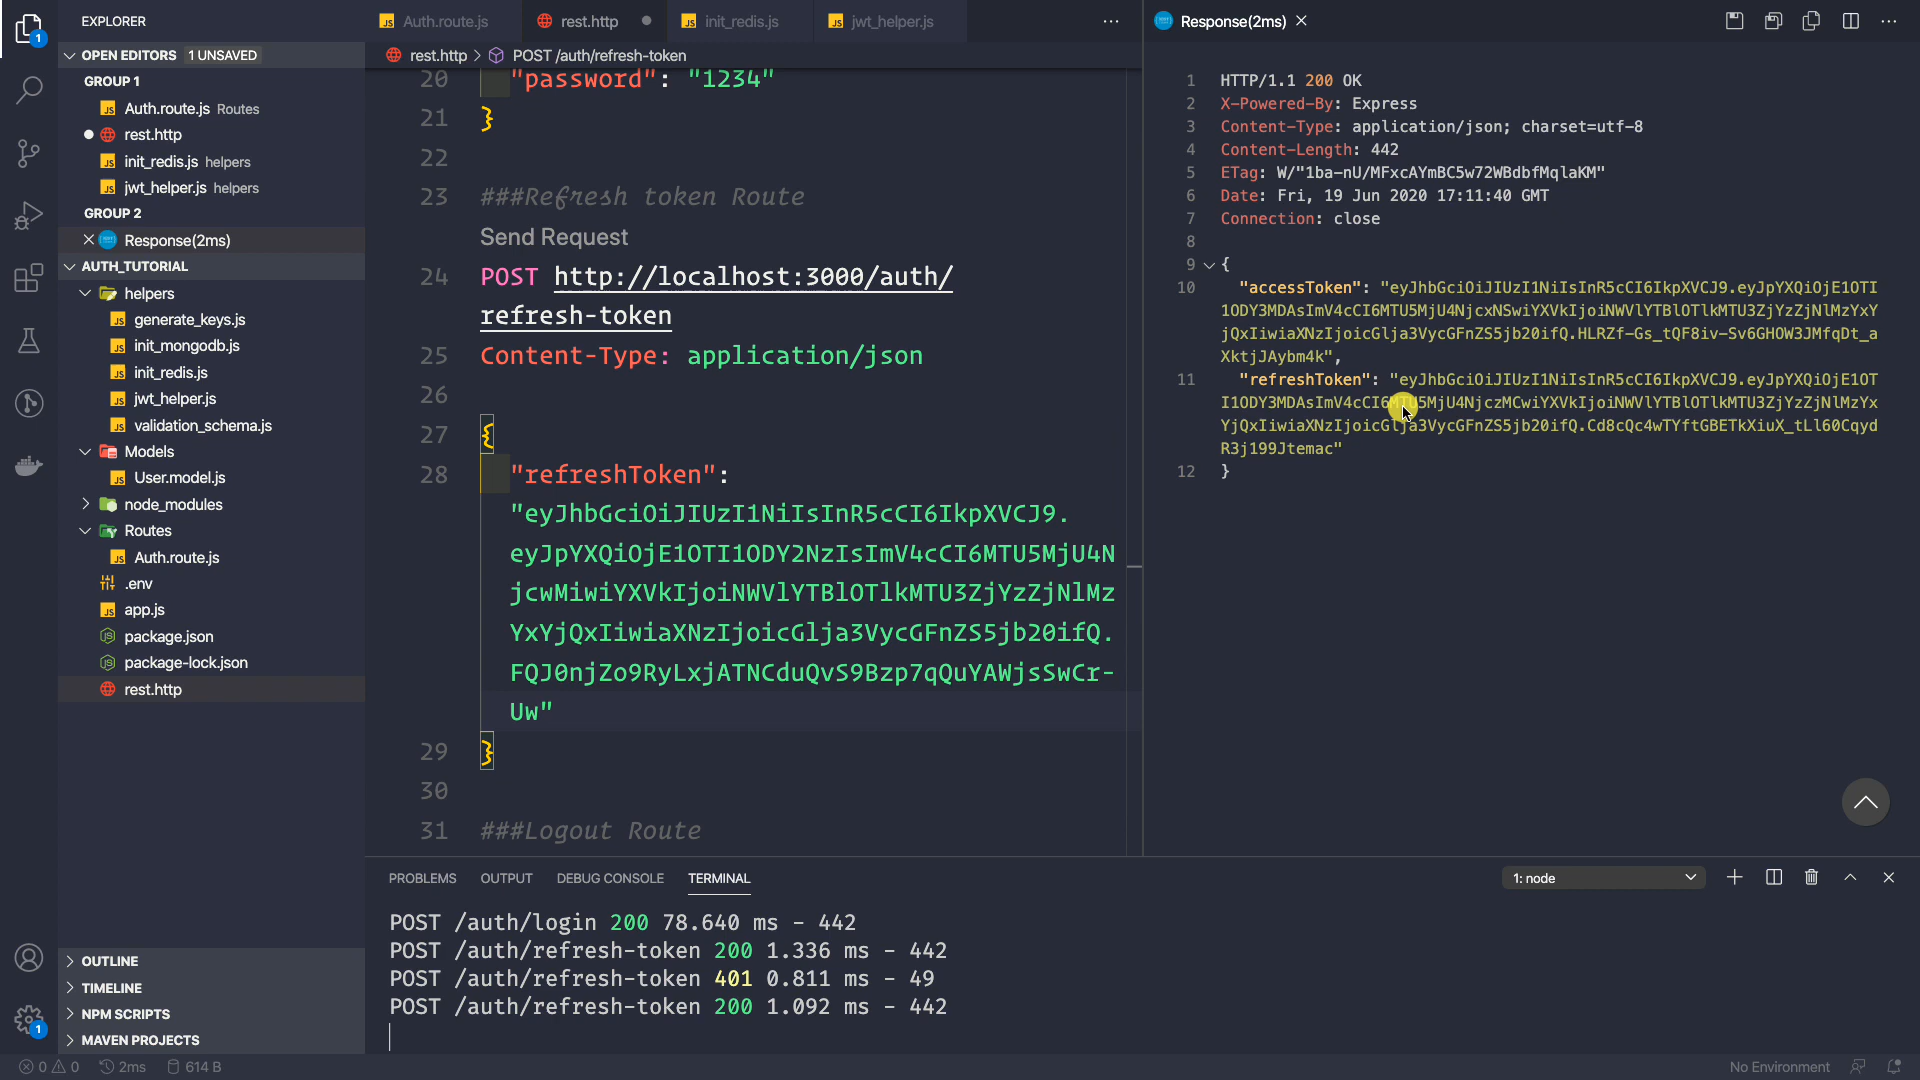 EXPLORER
OPEN EDITORS 1 UNSAVED
GROUP 1
Auth.route.js Routes
rest.http
init_redis.js helpers
jwt_helper.js helpers
GROUP 2
Response(2ms)
AUTH_TUTORIAL
helpers
generate_keys.js
init_mongodb.js
init_redis.js
jwt_helper.js
validation_schema.js
Models
User.model.js
node_modules
Routes
Auth.route.js
.env
app.js
package.json
package-lock.json
rest.http
OUTLINE
TIMELINE
NPM SCRIPTS
MAVEN PROJECTS
1
1
Auth.route.js rest.http init_redis.js jwt_helper.js
rest.http > POST /auth/refresh-token
20 "password": "1234"
21 }
22
23 ###Refresh token Route
Send Request
24 POST http://localhost:3000/auth/
refresh-token
25 Content-Type: application/json
26
27 {
28 "refreshToken":
"eyJhbGciOiJIUzI1NiIsInR5cCI6IkpXVCJ9.
eyJpYXQiOjE1OTI1ODY2NzIsImV4cCI6MTU5MjU4N
jcwMiwiYXVkIjoiNWVlYTBlOTlkMTU3ZjYzZjNlMz
YxYjQxIiwiaXNzIjoicGlja3VycGFnZS5jb20ifQ.
FQJ0njZo9RyLxjATNCduQvS9Bzp7qQuYAWjsSwCr-
Uw"
29 }
30
31 ###Logout Route
Response(2ms)
1 HTTP/1.1 200 OK
2 X-Powered-By: Express
3 Content-Type: application/json; charset=utf-8
4 Content-Length: 442
5 ETag: W/"1ba-nU/MFxcAYmBC5w72WBdbfMqlaKM"
6 Date: Fri, 19 Jun 2020 17:11:40 GMT
7 Connection: close
8
9 {
10 "accessToken": "eyJhbGciOiJIUzI1NiIsInR5cCI6IkpXVCJ9.eyJpYXQiOjE1OTI
1ODY3MDAsImV4cCI6MTU5MjU4NjcxNSwiYXVkIjoiNWVlYTBlOTlkMTU3ZjYzZjNlMzYxY
jQxIiwiaXNzIjoicGlja3VycGFnZS5jb20ifQ.HLRZf-Gs_tQF8iv-Sv6GHOW3JMfqDt_a
XktjJAybm4k",
11 "refreshToken": "eyJhbGciOiJIUzI1NiIsInR5cCI6IkpXVCJ9.eyJpYXQiOjE1OT
I1ODY3MDAsImV4cCI6MTU5MjU4NjczMCwiYXVkIjoiNWVlYTBlOTlkMTU3ZjYzZjNlMzYx
YjQxIiwiaXNzIjoicGlja3VycGFnZS5jb20ifQ.Cd8cQc4wTYftGBETkXiuX_tLl60Cqyd
R3j199Jtemac"
12 }
PROBLEMS OUTPUT DEBUG CONSOLE TERMINAL
1: node
POST /auth/login 200 78.640 ms - 442
POST /auth/refresh-token 200 1.336 ms - 442
POST /auth/refresh-token 401 0.811 ms - 49
POST /auth/refresh-token 200 1.092 ms - 442
0 0 2ms 614 B
No Environment